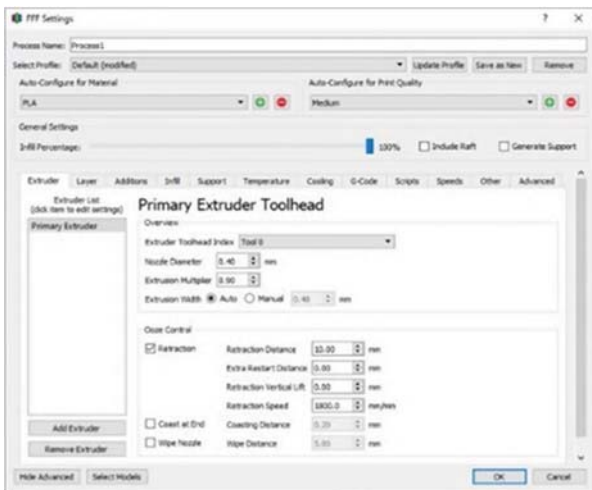 FFF Settings ? ×
Process Name: Process1
Select Profile: Default (modified) Update Profile Save as New Remove
Auto-Configure for Material Auto-Configure for Print Quality
PLA Medium
General Settings
Infill Percentage: 100% Include Raft Generate Support
Extruder Layer Additions Infill Support Temperature Cooling G-Code Scripts Speeds Other Advanced
Extruder List
(click item to edit settings)
Primary Extruder
Primary Extruder Toolhead
Overview
Extruder Toolhead Index Tool 0
Nozzle Diameter 0.40 mm
Extrusion Multiplier 0.90
Extrusion Width Auto Manual 0.40 mm
Ooze Control
Retraction Retraction Distance 10.00 mm
Extra Restart Distance 0.00 mm
Retraction Vertical Lift 0.00 mm
Retraction Speed 1800.0 mm/min
Coast at End Coasting Distance 0.20 mm
Wipe Nozzle Wipe Distance 5.00 mm
Add Extruder
Remove Extruder
Hide Advanced Select Models OK Cancel